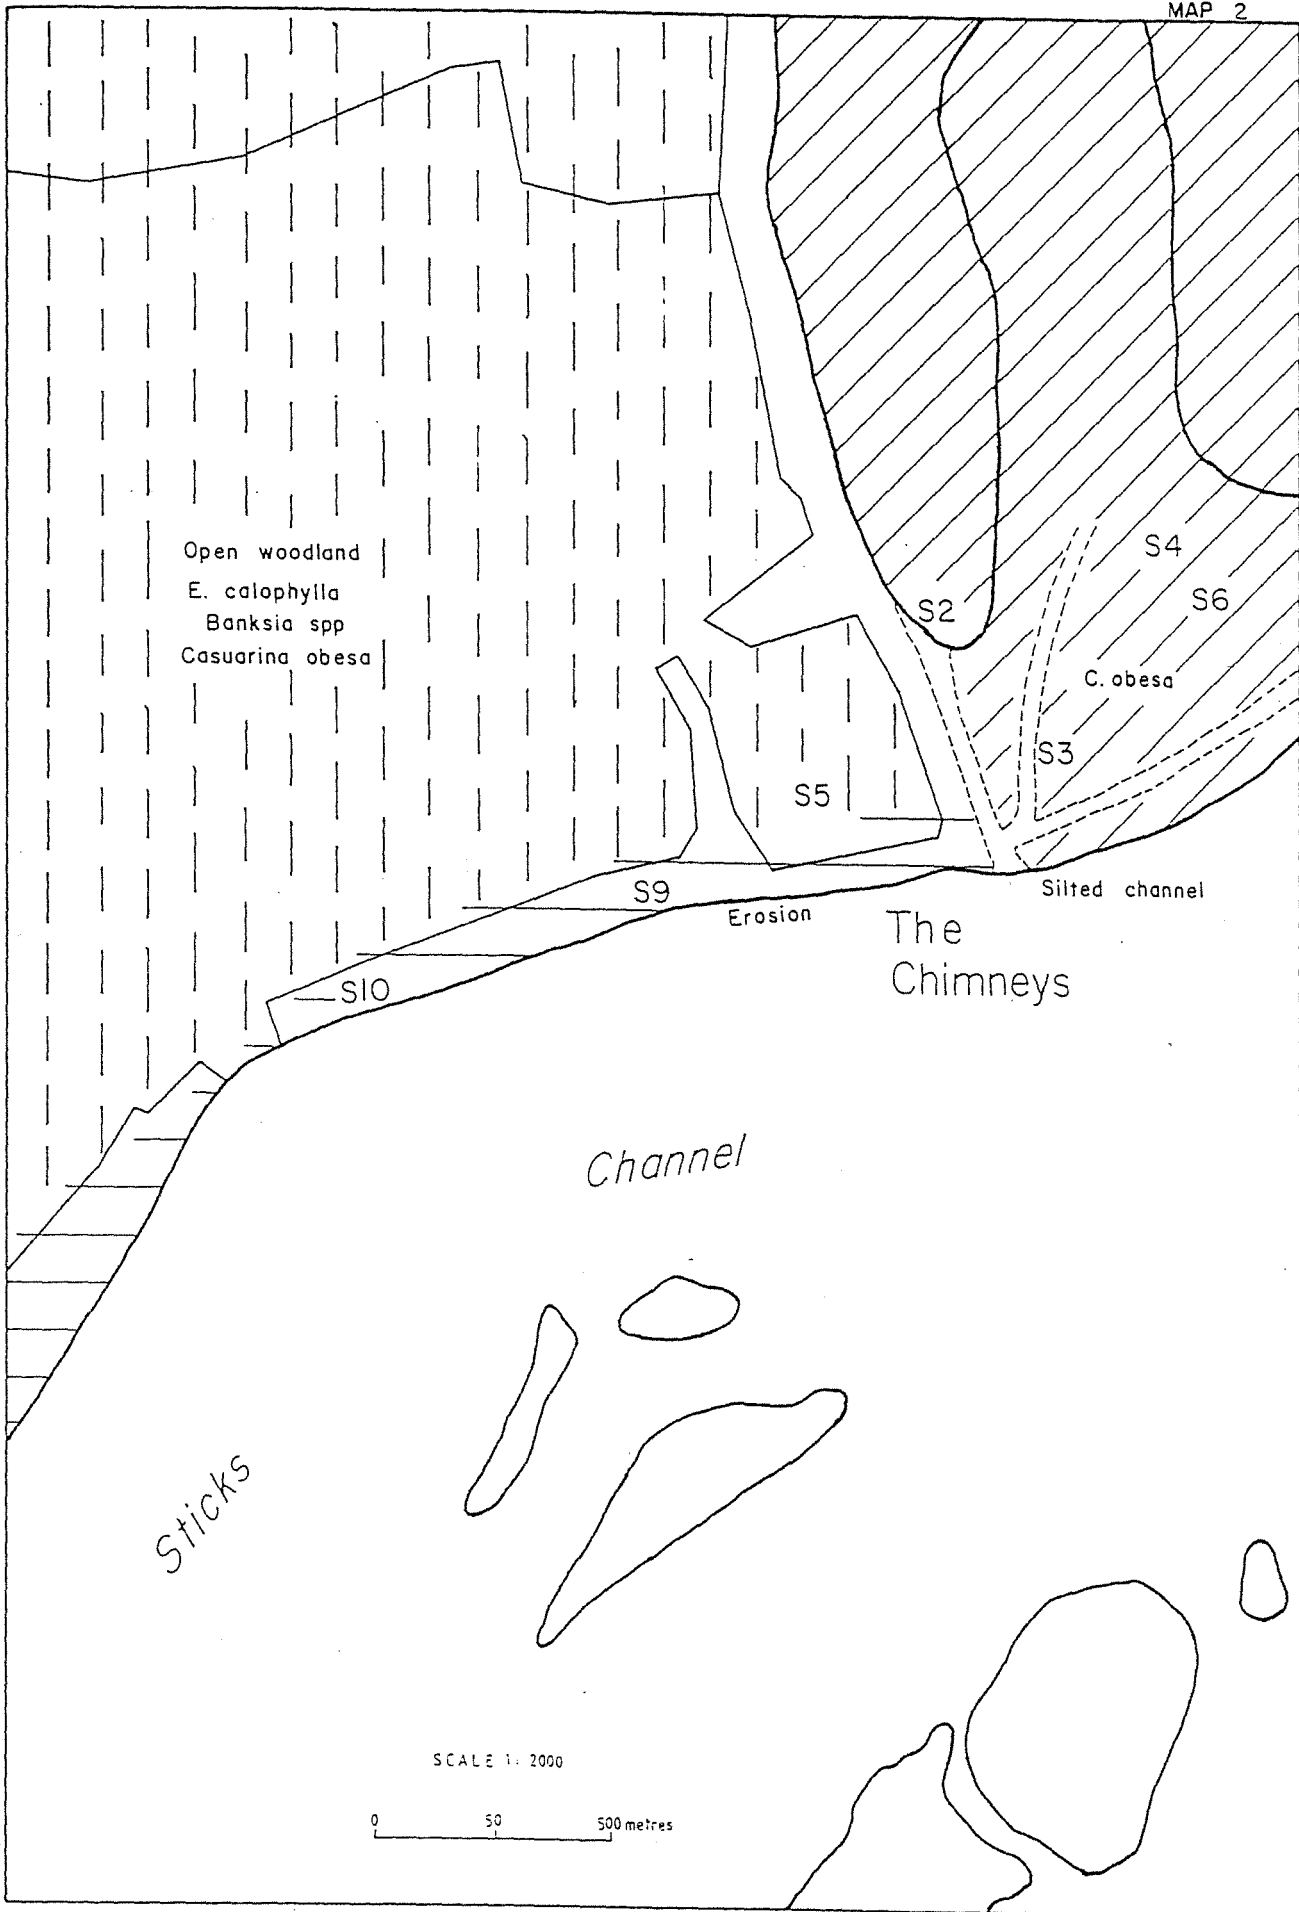 MAP 2
Open woodland
E. calophylla
Banksia spp
Casuarina obesa
S4
S6
S2
C. obesa
S3
S5
S9
Erosion
Silted channel
The
Chimneys
S10
Channel
Sticks
SCALE 1: 2000
0 50 500 metres